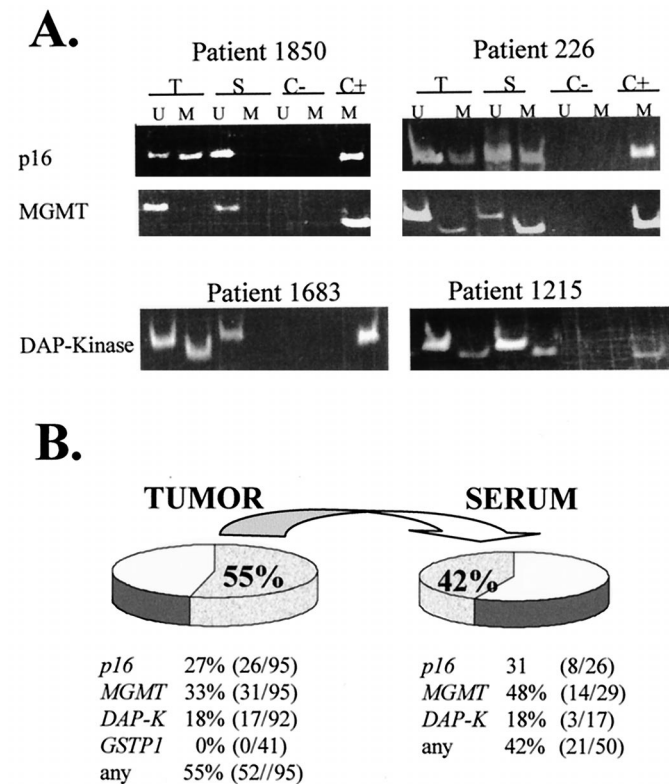 A.
Patient 1850 Patient 226
T S C- C+ T S C- C+
U M U M U M M U M U M U M M
p16
MGMT
Patient 1683 Patient 1215
DAP-Kinase
B.
TUMOR SERUM
55% 42%
p16 27% (26/95) p16 31 (8/26)
MGMT 33% (31/95) MGMT 48% (14/29)
DAP-K 18% (17/92) DAP-K 18% (3/17)
GSTP1 0% (0/41) any 42% (21/50)
any 55% (52//95)